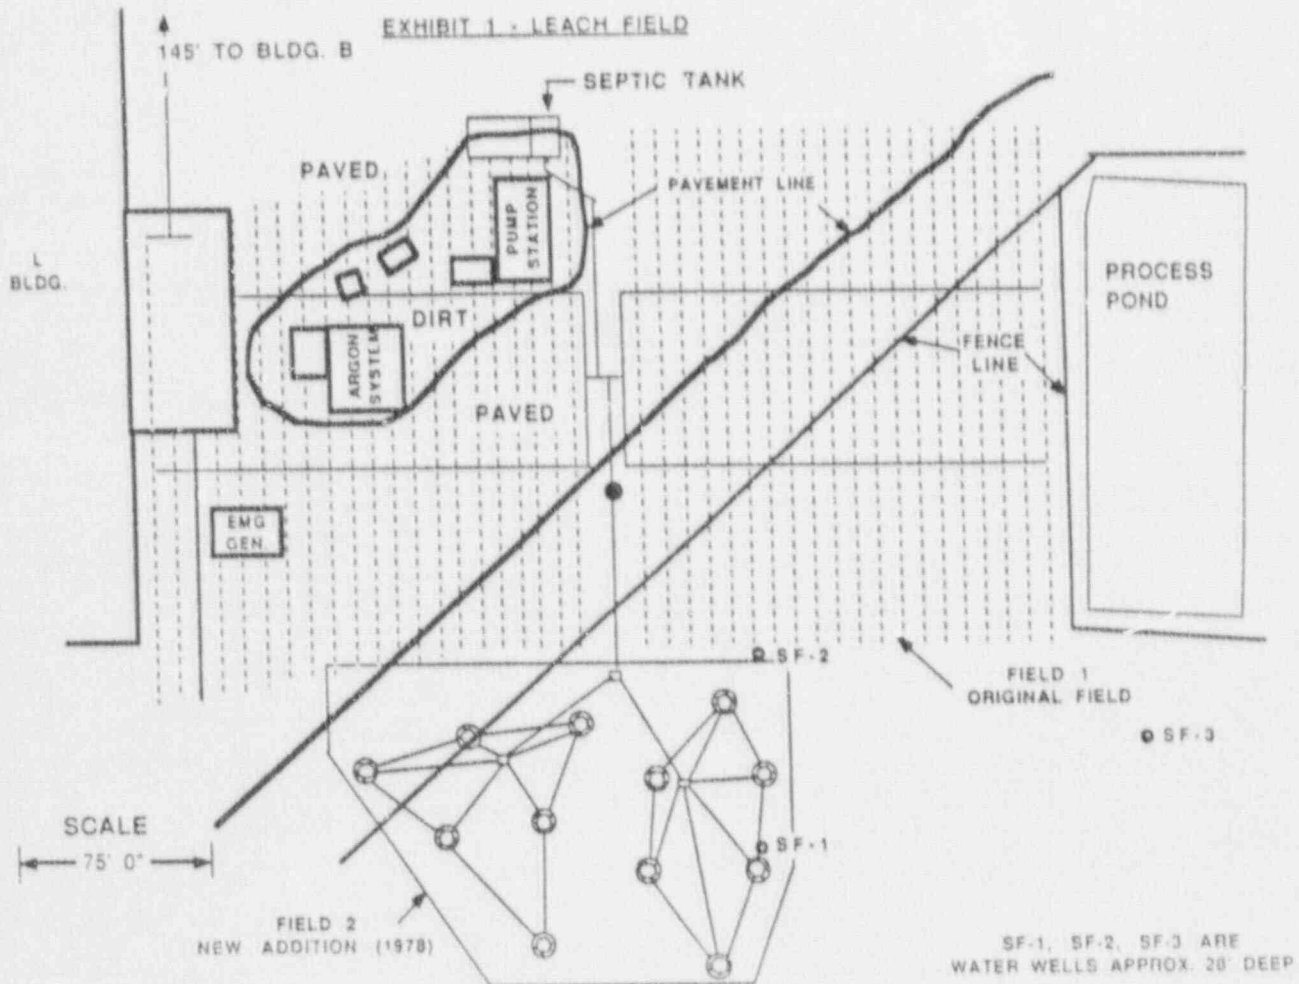 EXHIBIT 1 - LEACH FIELD
145' TO BLDG. B
SEPTIC TANK
PAVED
PAVEMENT LINE
PUMP
STATION
L
BLDG.
PROCESS
POND
DIRT
ARGON
SYSTEM
FENCE
LINE
PAVED
EMG
GEN.
SF-2
FIELD 1
ORIGINAL FIELD
SF-3
SCALE
75' 0"
SF-1
FIELD 2
NEW ADDITION (1978)
SF-1, SF-2, SF-3 ARE
WATER WELLS APPROX. 20' DEEP